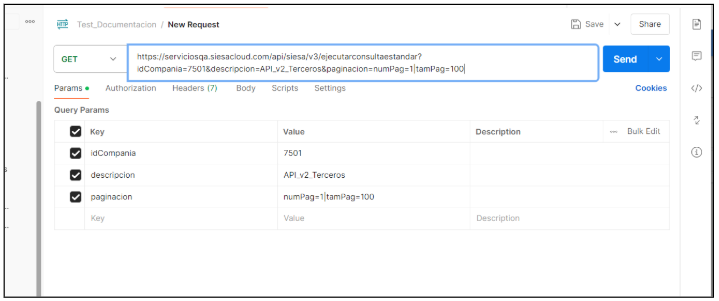 HTTP Test_Documentacion / New Request Save Share
GET
https://serviciosqa.siesacloud.com/api/siesa/v3/ejecutarconsultaestandar?
idCompania=7501&descripcion=API_v2_Terceros&paginacion=numPag=1|tamPag=100
Send
Params Authorization Headers (7) Body Scripts Settings Cookies
Query Params
Key Value Description Bulk Edit
idCompania 7501
descripcion API_v2_Terceros
paginacion numPag=1|tamPag=100
Key Value Description